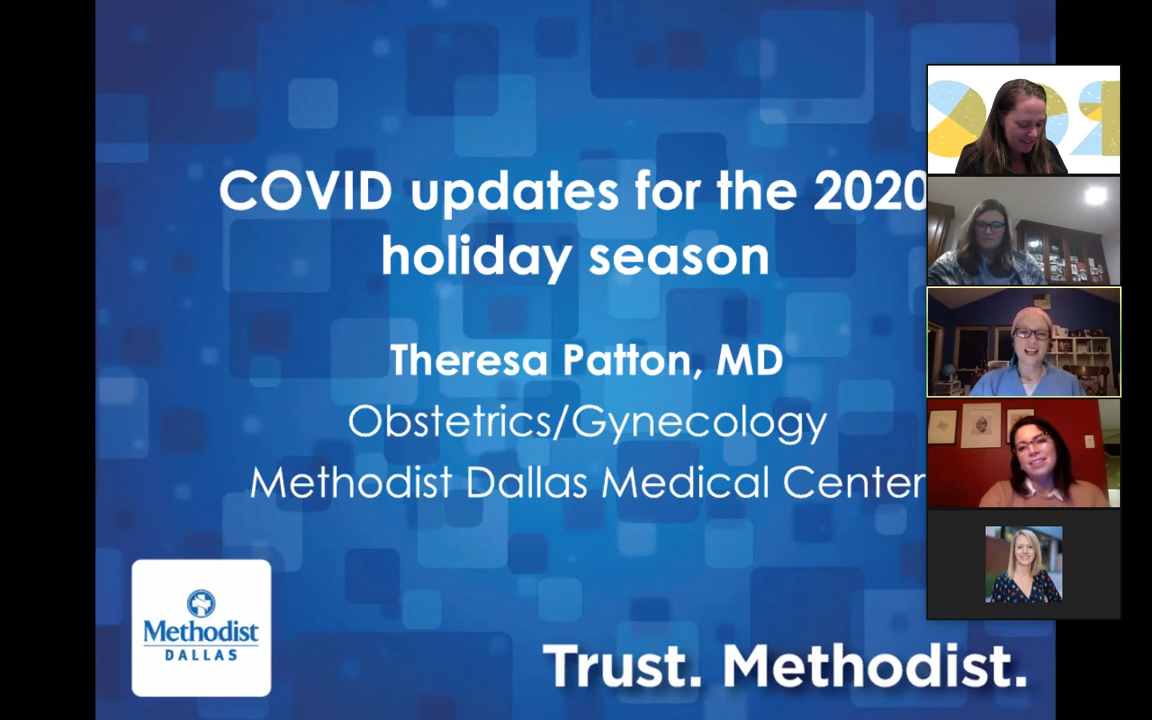 COVID updates for the 2020
holiday season
Theresa Patton, MD
Obstetrics/Gynecology
Methodist Dallas Medical Center
Methodist
DALLAS
Trust. Methodist.